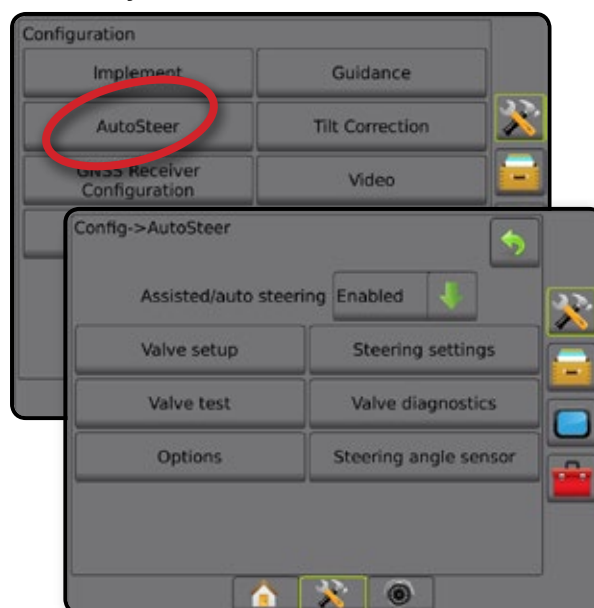 Configuration
Implement
Guidance
AutoSteer
Tilt Correction
GNSS Receiver
Configuration
Video
Config->AutoSteer
Assisted/auto steering Enabled
Valve setup
Steering settings
Valve test
Valve diagnostics
Options
Steering angle sensor